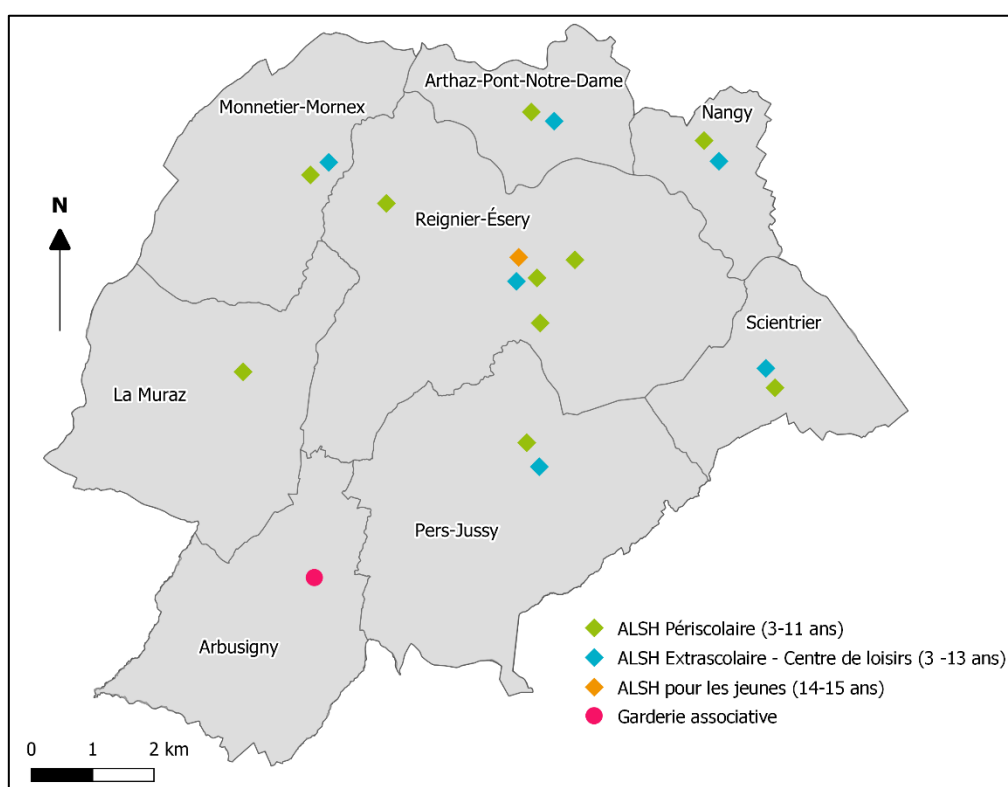 Arthaz-Pont-Notre-Dame
Monnetier-Mornex
Nangy
N
Reignier-Ésery
Scientrier
La Muraz
Pers-Jussy
Arbusigny
ALSH Périscolaire (3-11 ans)
ALSH Extrascolaire - Centre de loisirs (3 -13 ans)
ALSH pour les jeunes (14-15 ans)
Garderie associative
0 1 2 km